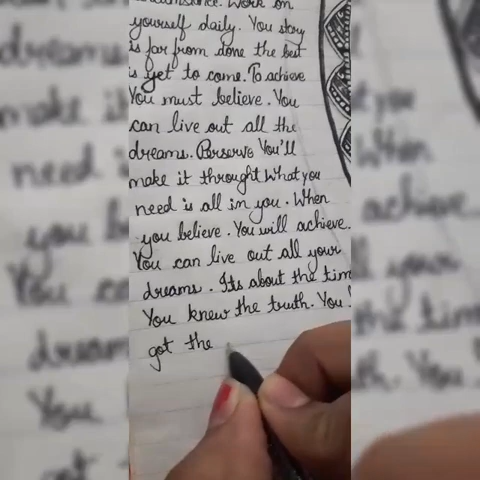 Work on
yourself daily. You story
is far from done the best
is yet to come. To achieve
You must believe. You
can live out all the
dreams. Perserve You'll
make it throught What you
need is all in you. When
you believe. You will achieve.
You can live out all your
dreams. Its about the tim
You knew the truth. You
got the